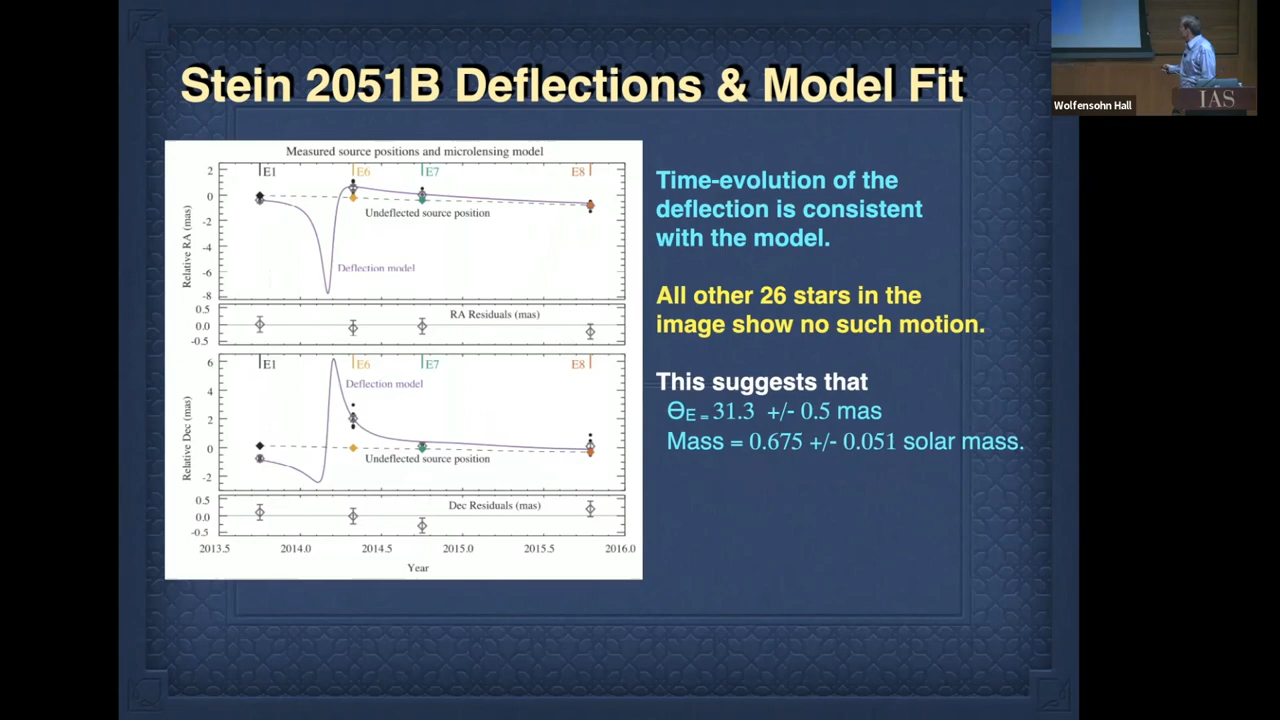 Wolfensohn Hall
IAS
Stein 2051B Deflections & Model Fit
Measured source positions and microlensing model
E1 E6 E7 E8
2
0
-2
-4
-6
-8
Relative RA (mas)
Undeflected source position
Deflection model
0.5
0.0
-0.5
RA Residuals (mas)
E1 E6 E7 E8
6
4
2
0
-2
Relative Dec (mas)
Deflection model
Undeflected source position
0.5
0.0
-0.5
Dec Residuals (mas)
2013.5 2014.0 2014.5 2015.0 2015.5 2016.0
Year
Time-evolution of the
deflection is consistent
with the model.
All other 26 stars in the
image show no such motion.
This suggests that
ΘE = 31.3 +/- 0.5 mas
Mass = 0.675 +/- 0.051 solar mass.